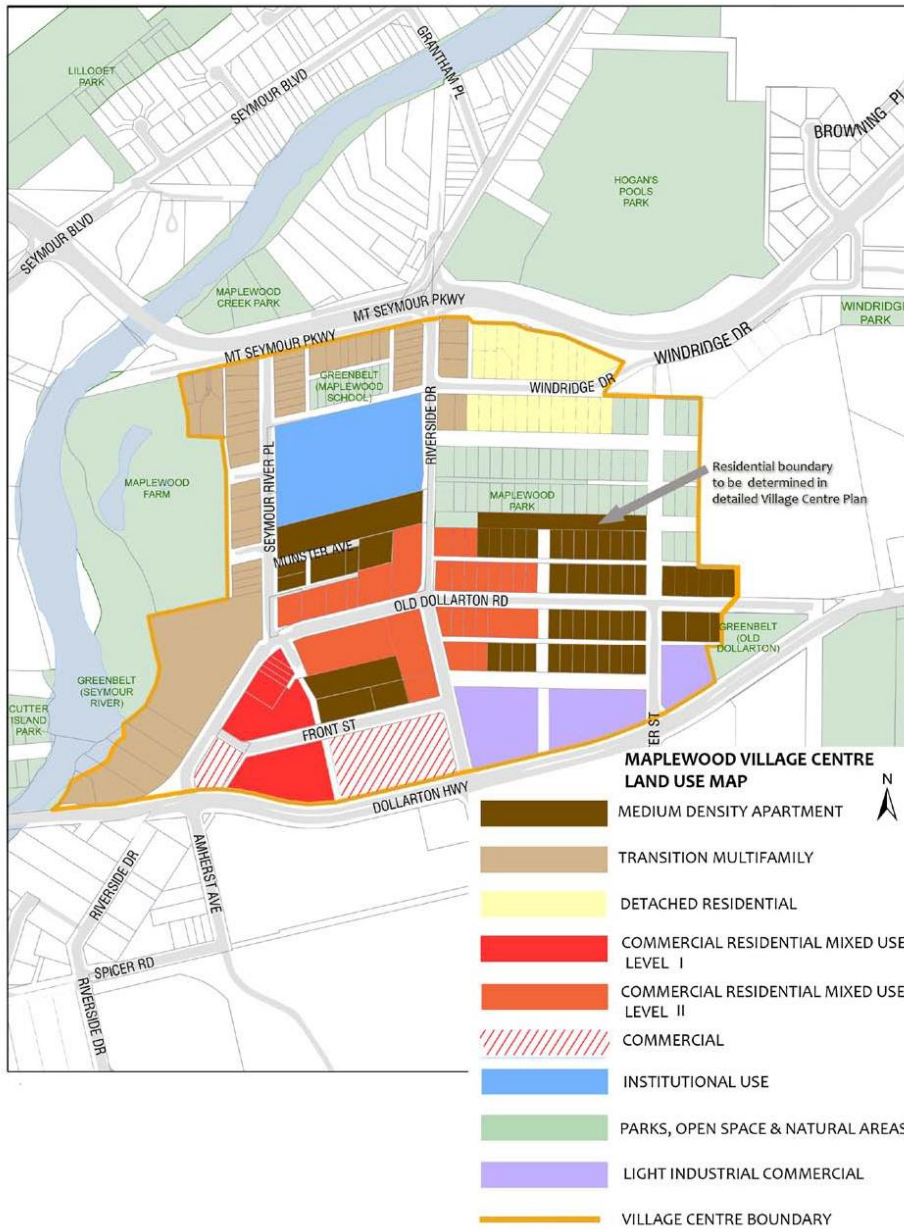 LILLOOET
PARK
SEYMOUR BLVD
GRANTHAM PL
BROWNING PL
HOGAN'S
POOLS
PARK
SEYMOUR BLVD
MAPLEWOOD
CREEK PARK
MT SEYMOUR PKWY
MT SEYMOUR PKWY
WINDRIDGE
PARK
WINDRIDGE DR
GREENBELT
(MAPLEWOOD
SCHOOL)
WINDRIDGE DR
RIVERSIDE DR
SEYMOUR RIVER PL
MAPLEWOOD
FARM
Residential boundary
to be determined in
detailed Village Centre Plan
MAPLEWOOD
PARK
MUNSTER AVE
OLD DOLLARTON RD
GREENBELT
(OLD
DOLLARTON)
GREENBELT
(SEYMOUR
RIVER)
CUTTER
ISLAND
PARK
FRONT ST
ER ST
DOLLARTON HWY
RIVERSIDE DR
AMHERST AVE
SPICER RD
RIVERSIDE DR
MAPLEWOOD VILLAGE CENTRE
LAND USE MAP
N
MEDIUM DENSITY APARTMENT
TRANSITION MULTIFAMILY
DETACHED RESIDENTIAL
COMMERCIAL RESIDENTIAL MIXED USE
LEVEL I
COMMERCIAL RESIDENTIAL MIXED USE
LEVEL II
COMMERCIAL
INSTITUTIONAL USE
PARKS, OPEN SPACE & NATURAL AREAS
LIGHT INDUSTRIAL COMMERCIAL
VILLAGE CENTRE BOUNDARY